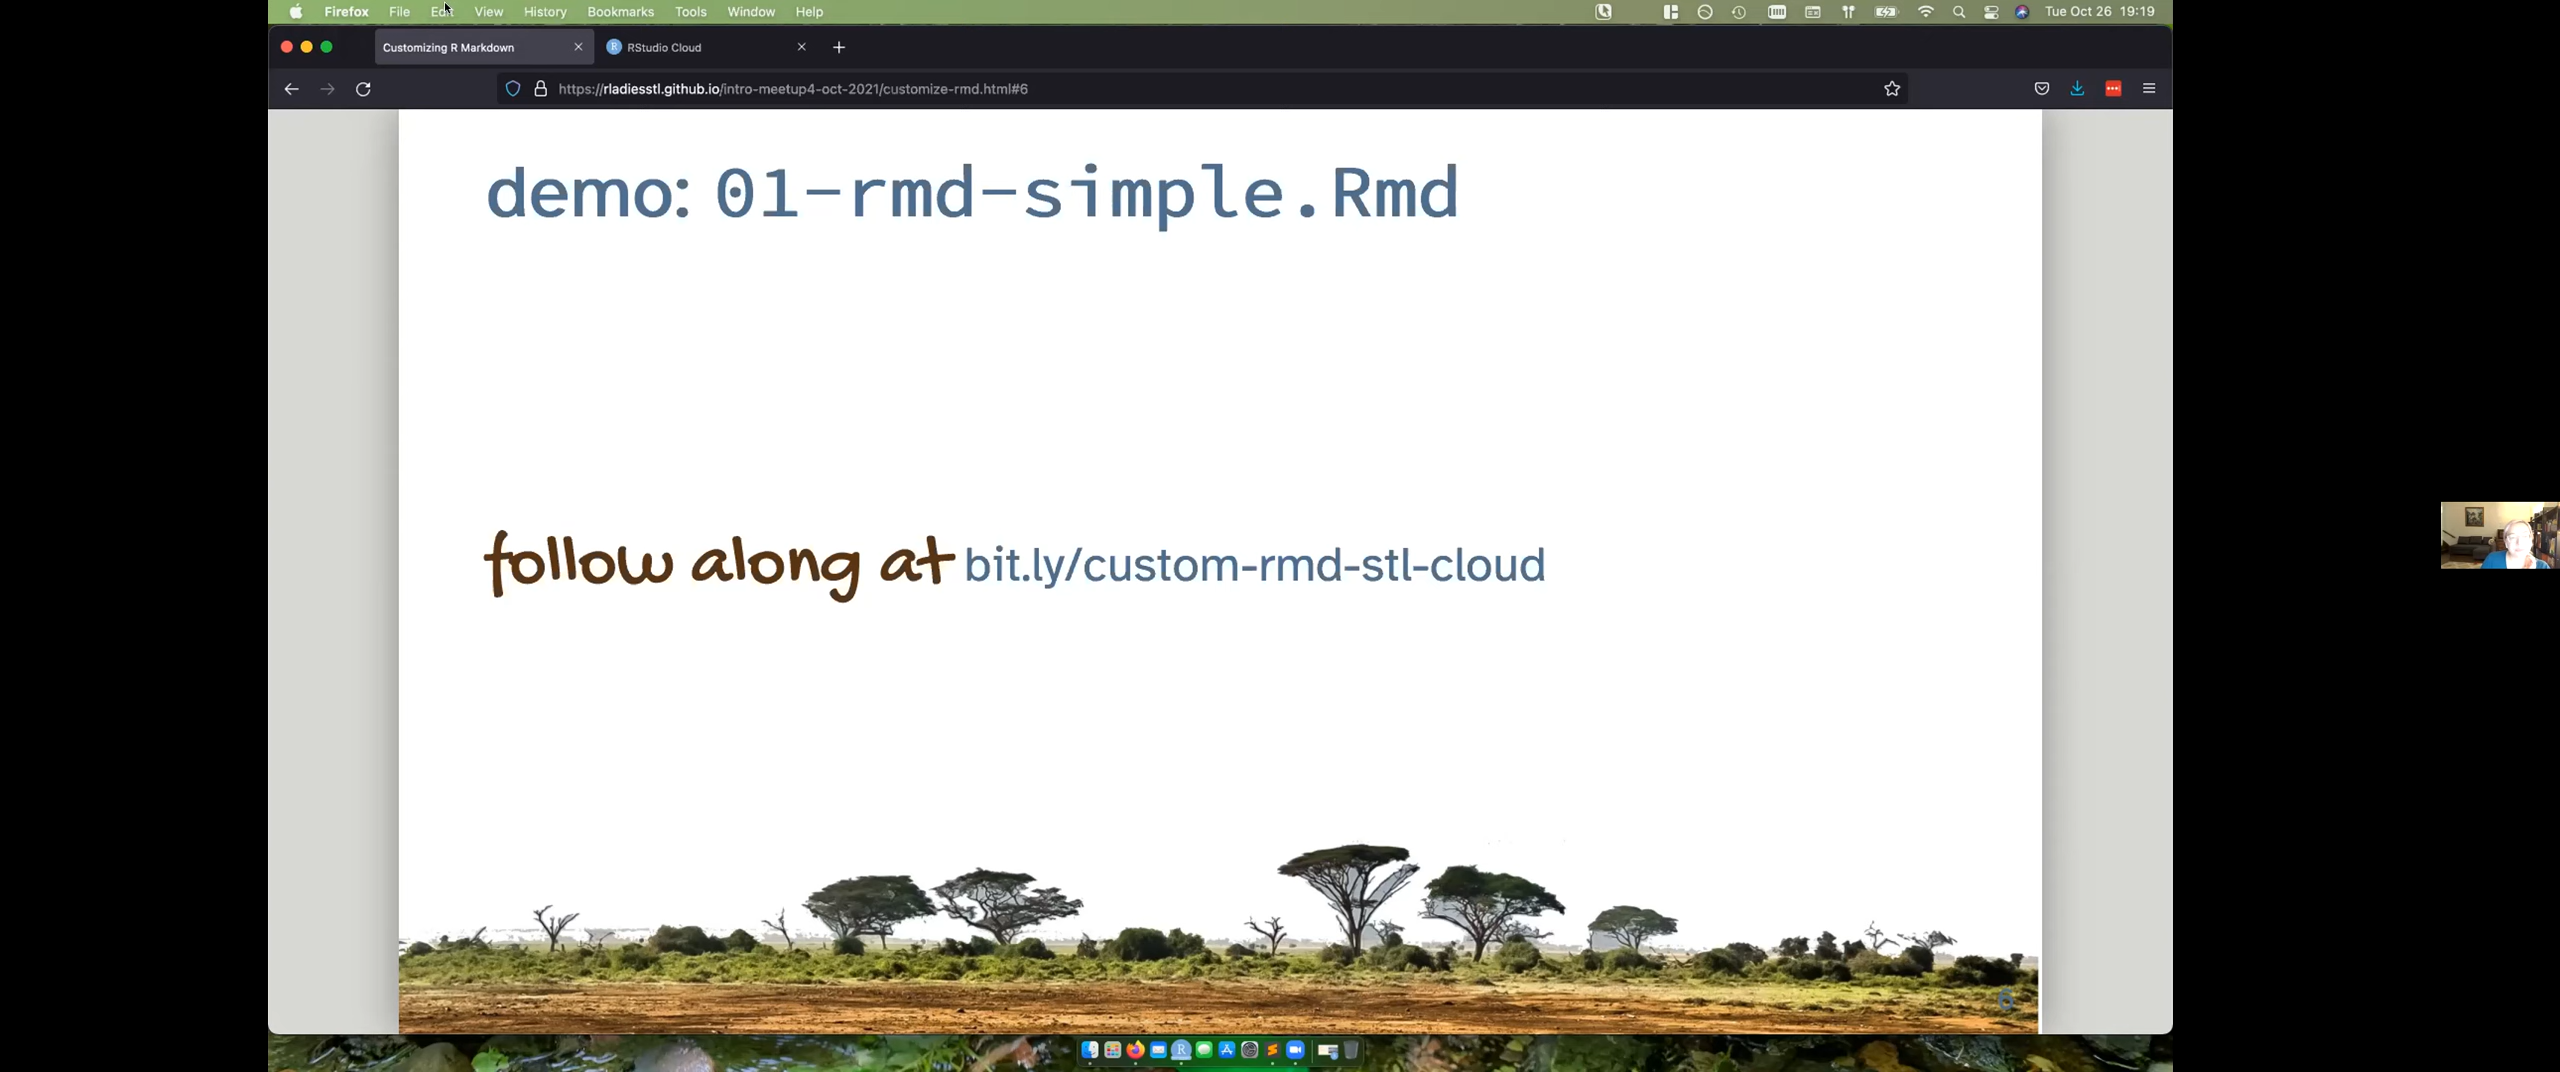 Firefox File Edit View History Bookmarks Tools Window Help Tue Oct 26 19:19
Customizing R Markdown RStudio Cloud
https://rladiesstl.github.io/intro-meetup4-oct-2021/customize-rmd.html#6
demo: 01-rmd-simple.Rmd
follow along at bit.ly/custom-rmd-stl-cloud
6